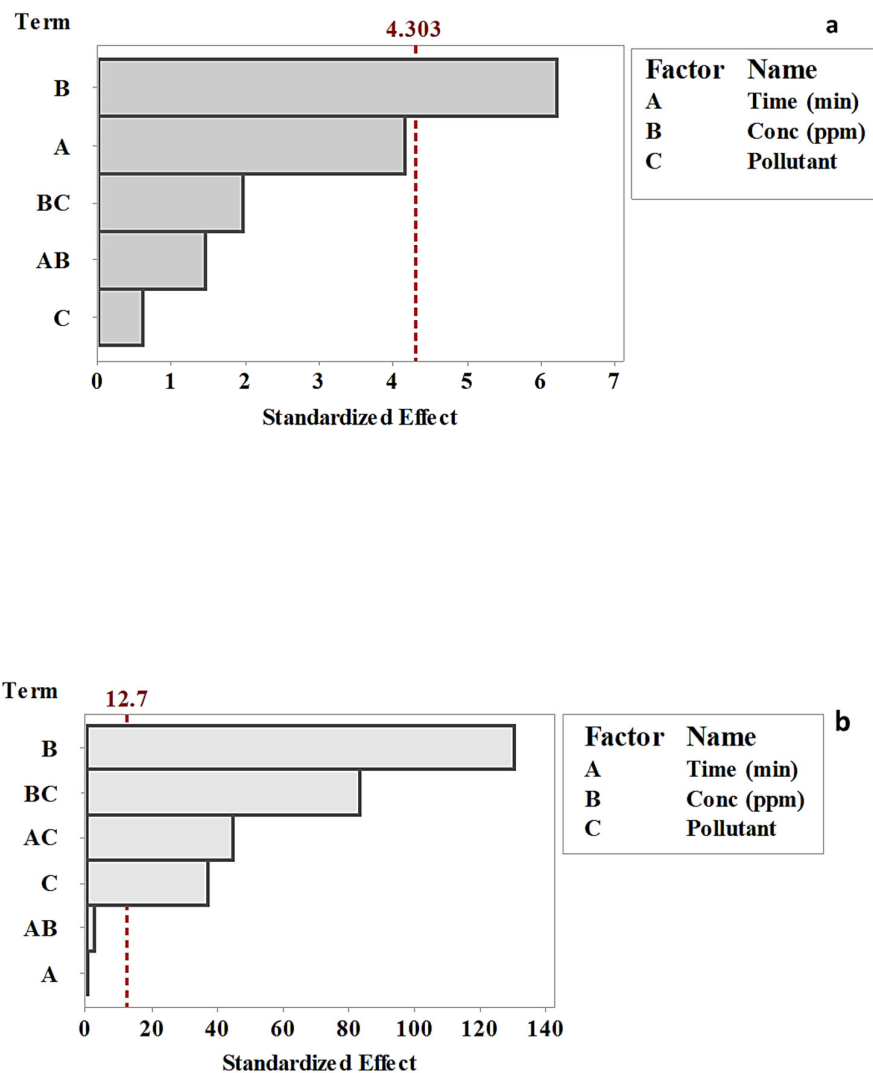 Term
4.303
a
B
A
BC
AB
C
Factor Name
A Time (min)
B Conc (ppm)
C Pollutant
0 1 2 3 4 5 6 7
Standardized Effect
Term
12.7
b
B
BC
AC
C
AB
A
Factor Name
A Time (min)
B Conc (ppm)
C Pollutant
0 20 40 60 80 100 120 140
Standardized Effect